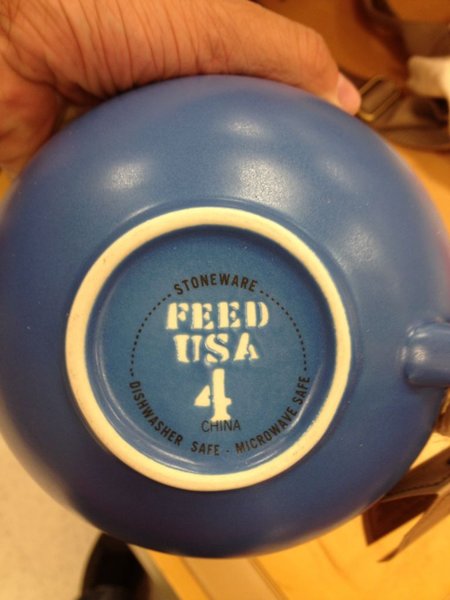 STONEWARE
FEED
USA
4
CHINA
DISHWASHER SAFE · MICROWAVE SAFE